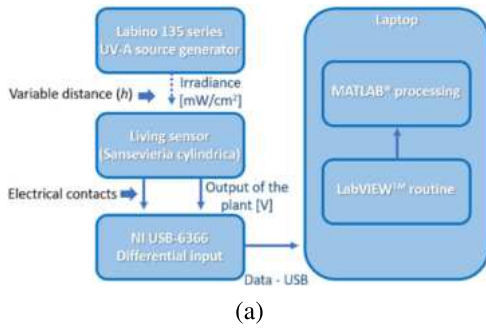 Labino 135 series
UV-A source generator
Variable distance (h)
Irradiance
[mW/cm²]
Living sensor
(Sansevieria cylindrica)
Electrical contacts
Output of the
plant [V]
NI USB-6366
Differential input
Data - USB
Laptop
MATLAB® processing
LabVIEW™ routine
(a)